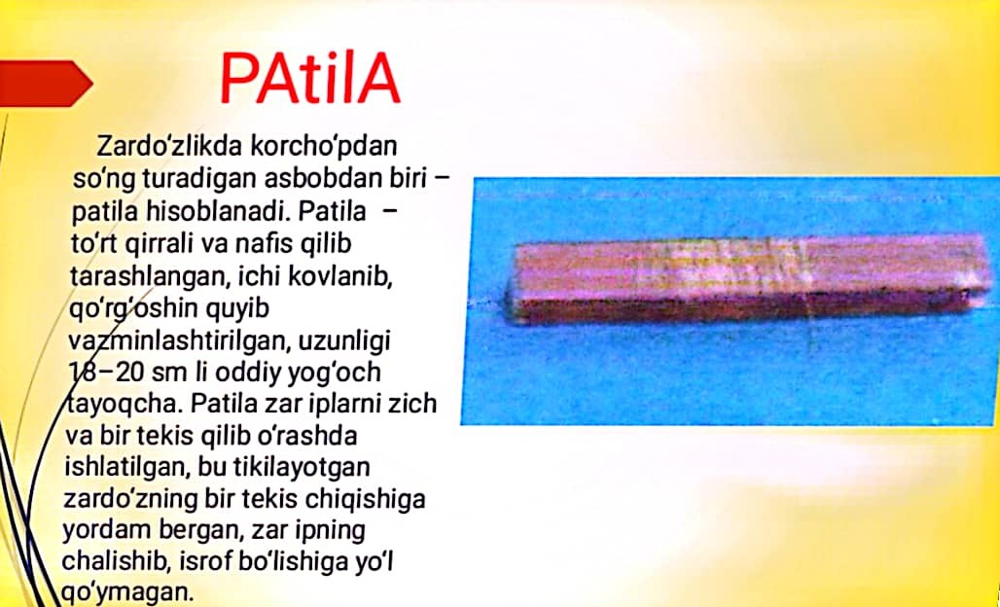 PAtilA
Zardo‘zlikda korcho‘pdan
so‘ng turadigan asbobdan biri –
patila hisoblanadi. Patila –
to‘rt qirrali va nafis qilib
tarashlangan, ichi kovlanib,
qo‘rg‘oshin quyib
vazminlashtirilgan, uzunligi
18–20 sm li oddiy yog‘och
tayoqcha. Patila zar iplarni zich
va bir tekis qilib o‘rashda
ishlatilgan, bu tikilayotgan
zardo‘zning bir tekis chiqishiga
yordam bergan, zar ipning
chalishib, isrof bo‘lishiga yo‘l
qo‘ymagan.